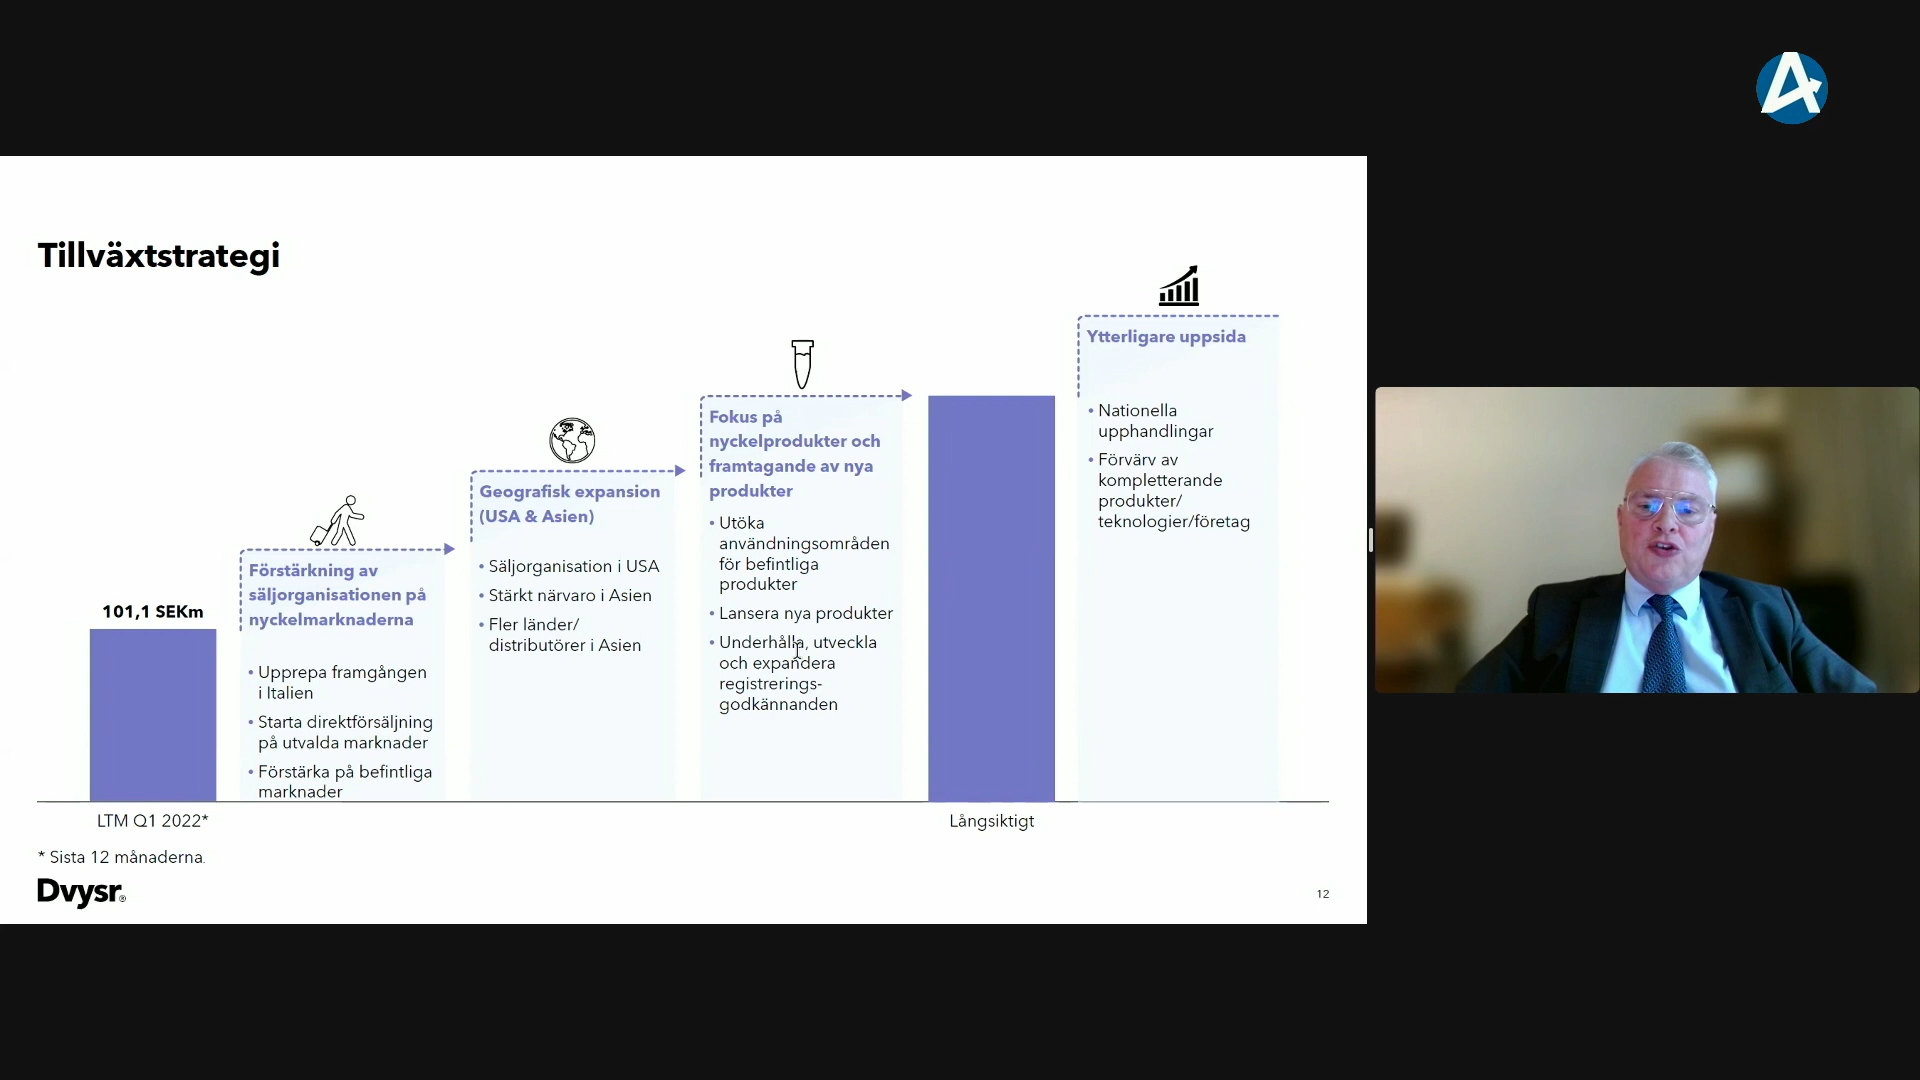 Tillväxtstrategi
101,1 SEKm
LTM Q1 2022*
Förstärkning av
säljorganisationen på
nyckelmarknaderna
• Upprepa framgången
i Italien
• Starta direktförsäljning
på utvalda marknader
• Förstärka på befintliga
marknader
Geografisk expansion
(USA & Asien)
• Säljorganisation i USA
• Stärkt närvaro i Asien
• Fler länder/
distributörer i Asien
Fokus på
nyckelprodukter och
framtagande av nya
produkter
• Utöka
användningsområden
för befintliga
produkter
• Lansera nya produkter
• Underhålla, utveckla
och expandera
registrerings-
godkännanden
Långsiktigt
Ytterligare uppsida
• Nationella
upphandlingar
• Förvärv av
kompletterande
produkter/
teknologier/företag
* Sista 12 månaderna.
Dvysr®
12